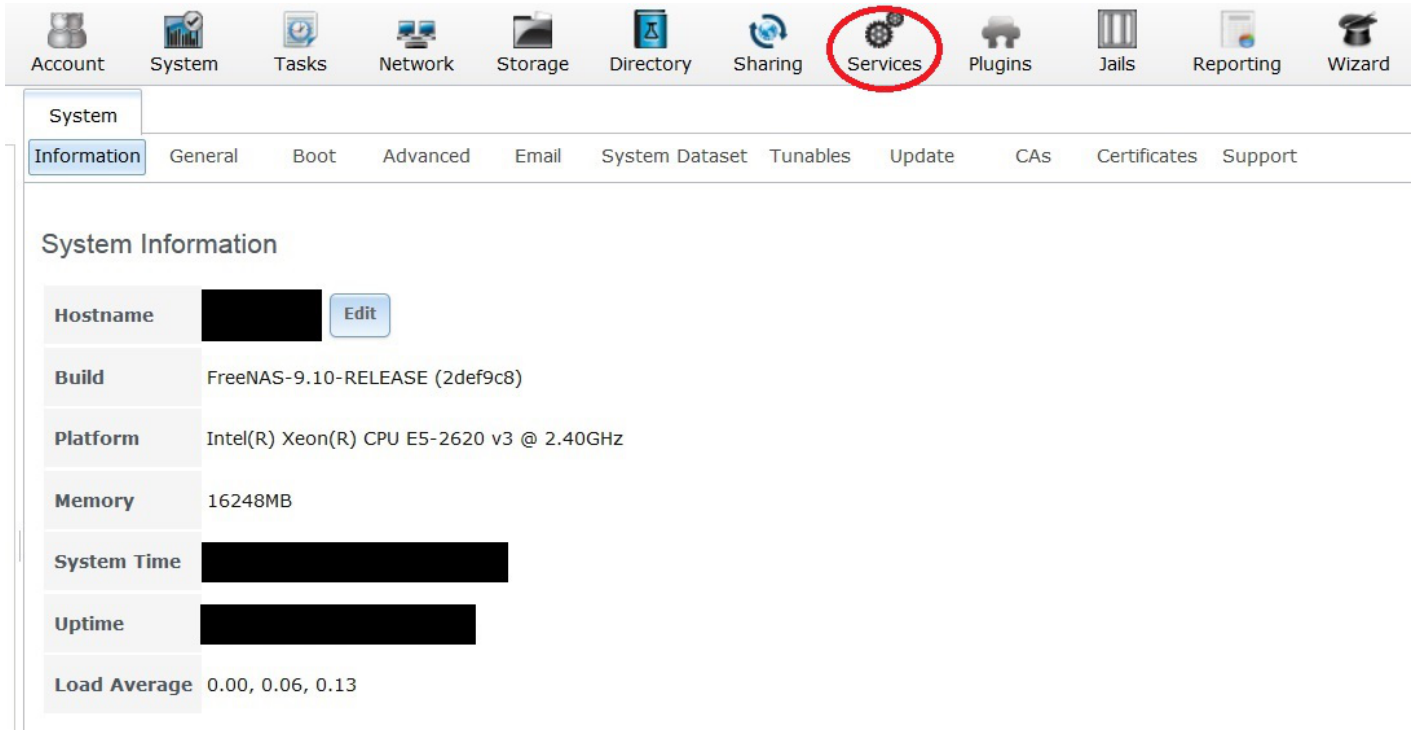 Account System Tasks Network Storage Directory Sharing Services Plugins Jails Reporting Wizard
System
Information General Boot Advanced Email System Dataset Tunables Update CAs Certificates Support
System Information
Hostname Edit
Build FreeNAS-9.10-RELEASE (2def9c8)
Platform Intel(R) Xeon(R) CPU E5-2620 v3 @ 2.40GHz
Memory 16248MB
System Time
Uptime
Load Average 0.00, 0.06, 0.13